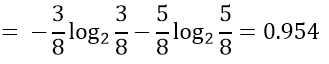 = −3/8 log₂ 3/8 − 5/8 log₂ 5/8 = 0.954